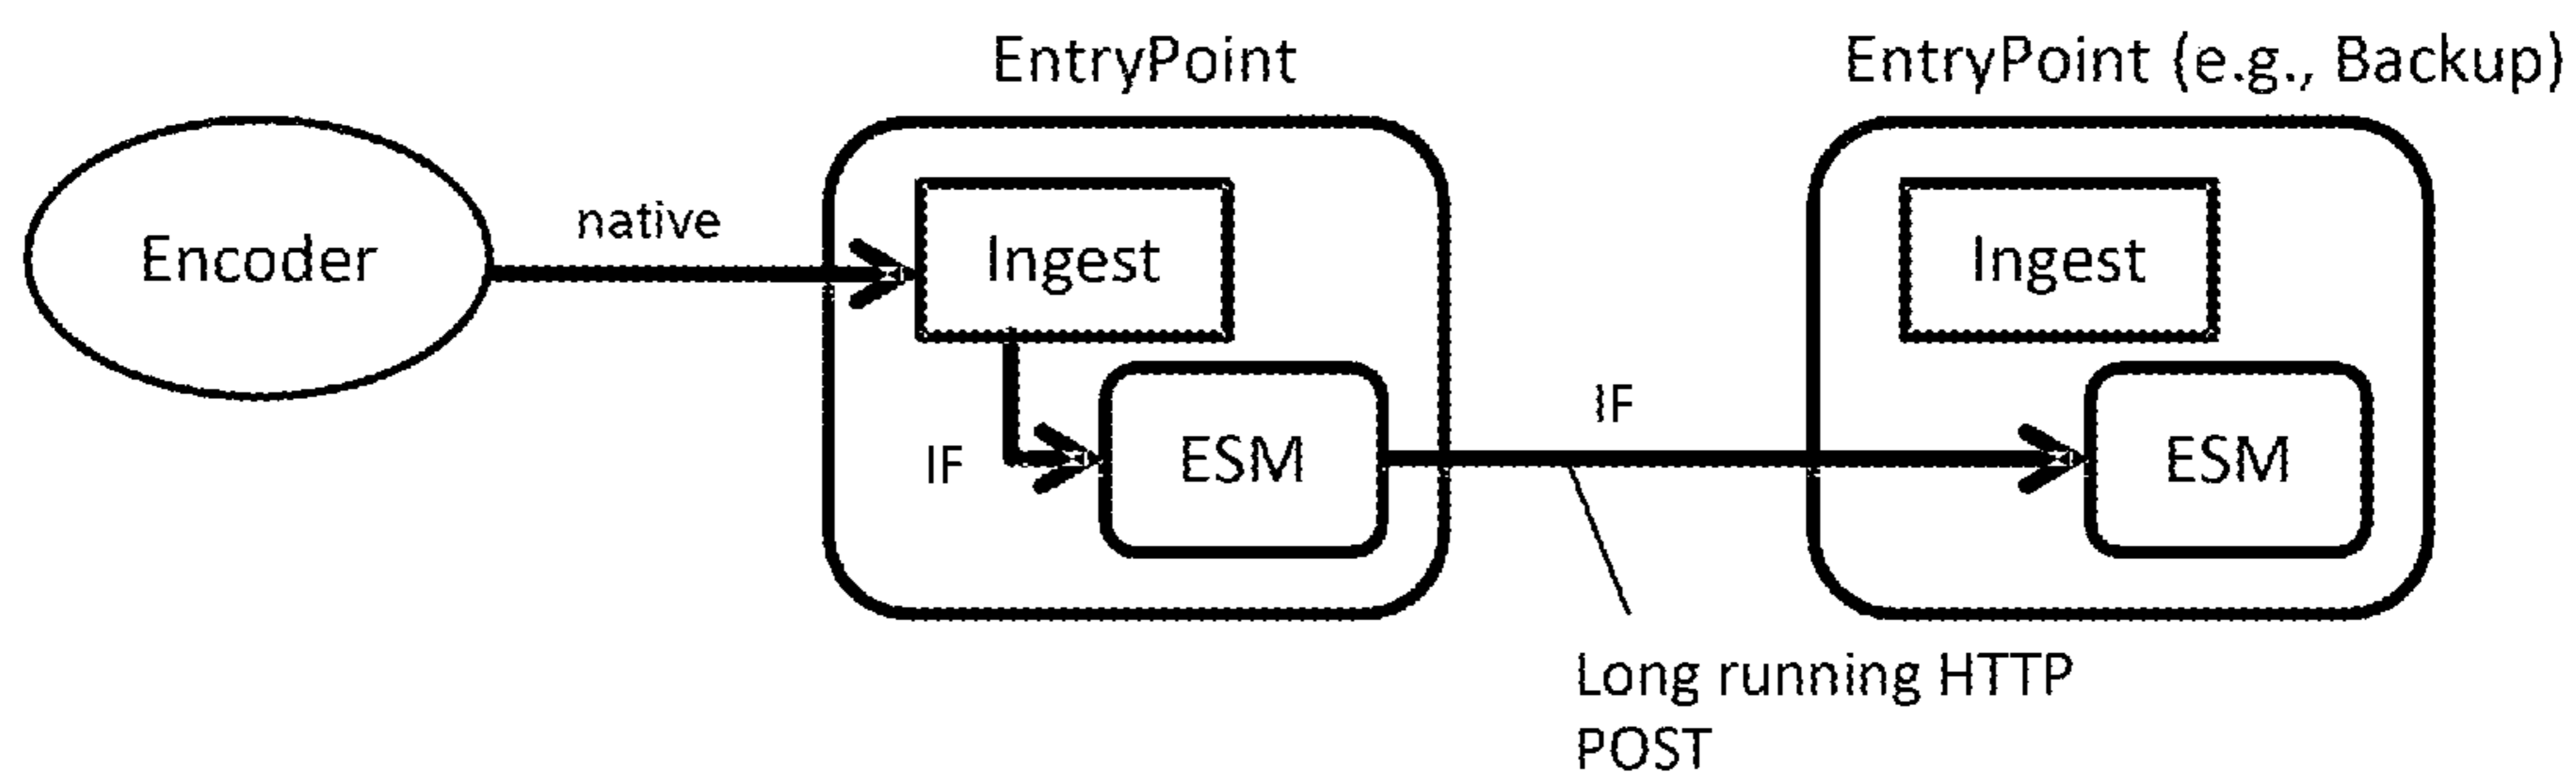 EntryPoint
EntryPoint (e.g., Backup)
Encoder
native
Ingest
Ingest
IF
ESM
IF
ESM
Long running HTTP
POST